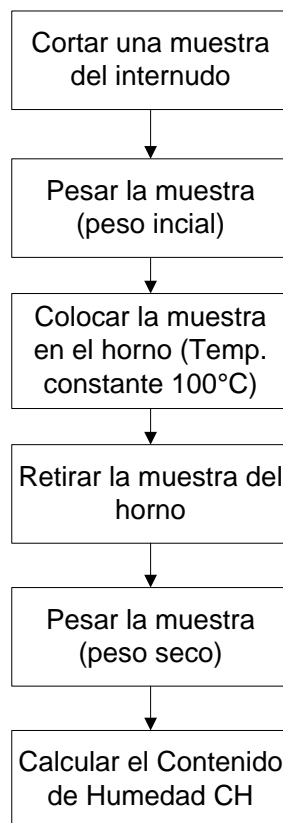 Cortar una muestra
del internudo
Pesar la muestra
(peso incial)
Colocar la muestra
en el horno (Temp.
constante 100°C)
Retirar la muestra del
horno
Pesar la muestra
(peso seco)
Calcular el Contenido
de Humedad CH